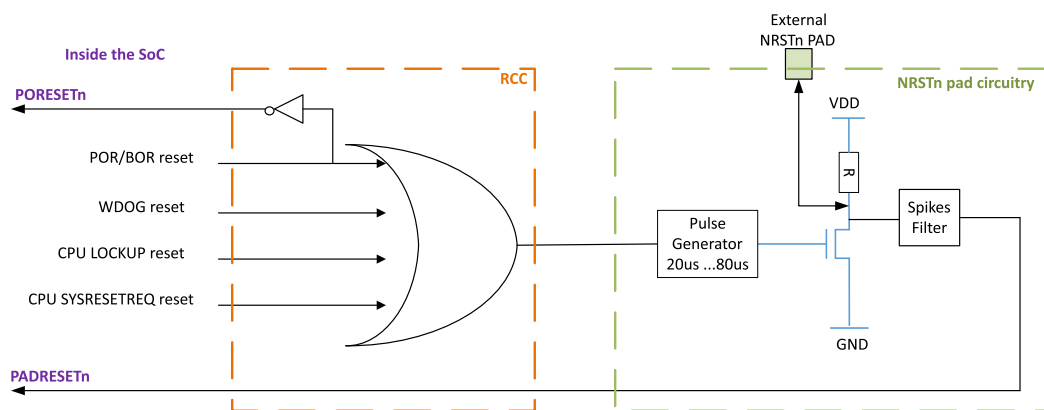 External
NRSTn PAD
Inside the SoC
RCC
NRSTn pad circuitry
PORESETn
VDD
POR/BOR reset
R
WDOG reset
Pulse
Generator
20us ...80us
Spikes
Filter
CPU LOCKUP reset
CPU SYSRESETREQ reset
GND
PADRESETn